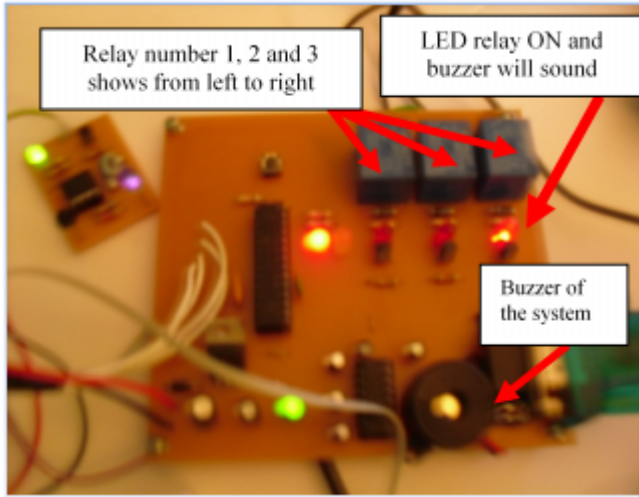 Relay number 1, 2 and 3
shows from left to right
LED relay ON and
buzzer will sound
Buzzer of
the system